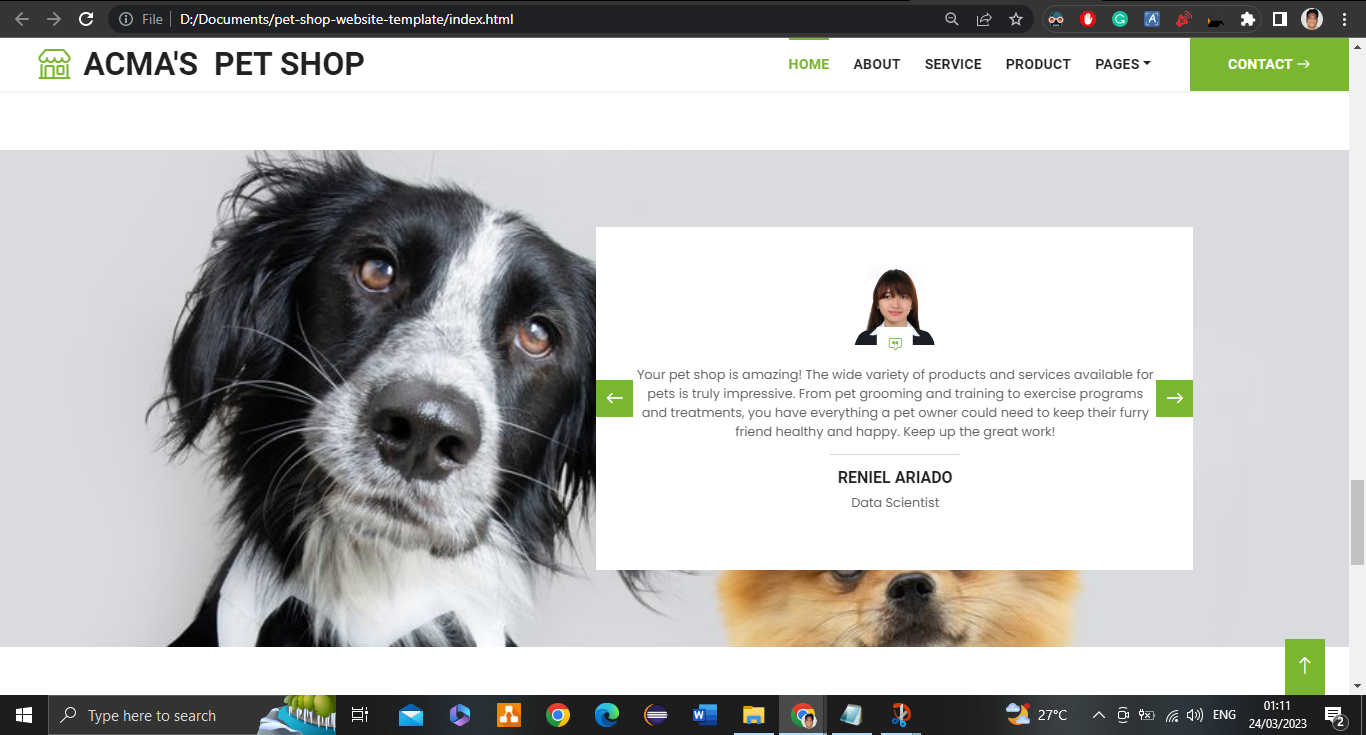 File
D:/Documents/pet-shop-website-template/index.html
ACMA'S PET SHOP
HOME
ABOUT
SERVICE
PRODUCT
PAGES
CONTACT
Your pet shop is amazing! The wide variety of products and services available for
pets is truly impressive. From pet grooming and training to exercise programs
and treatments, you have everything a pet owner could need to keep their furry
friend healthy and happy. Keep up the great work!
RENIEL ARIADO
Data Scientist
Type here to search
27°C
ENG
01:11
24/03/2023
2